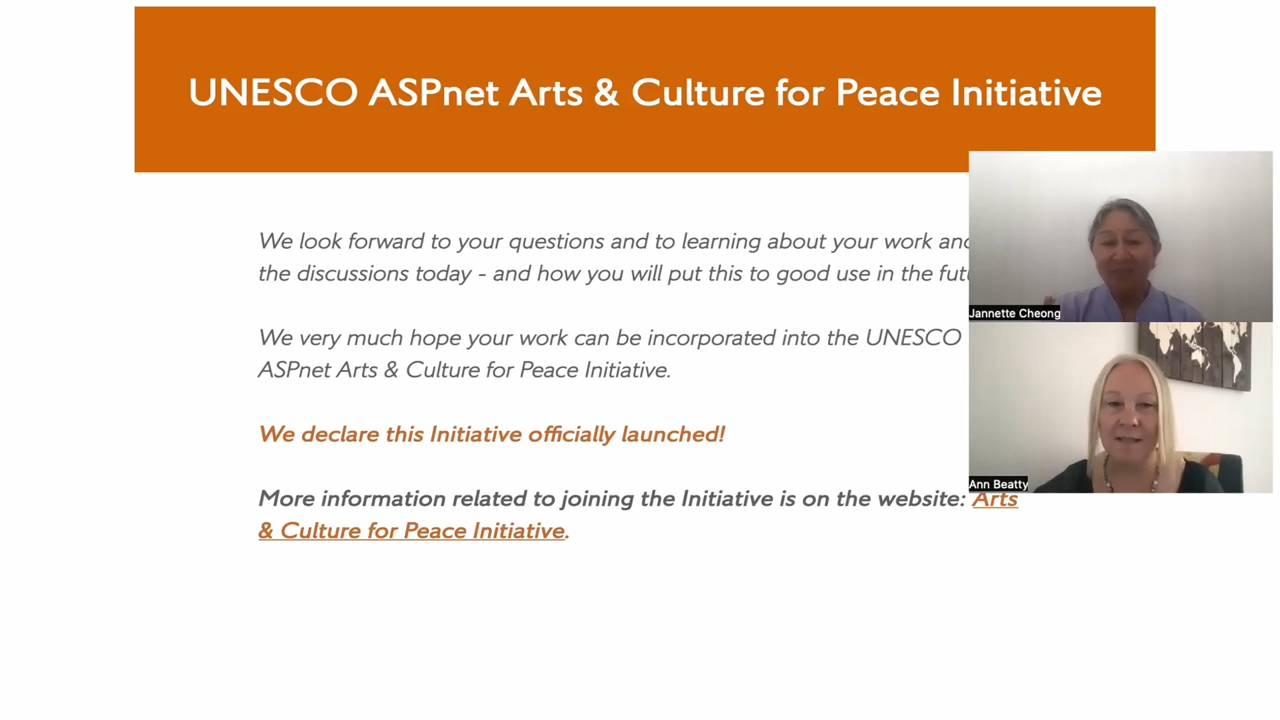 UNESCO ASPnet Arts & Culture for Peace Initiative
We look forward to your questions and to learning about your work and
the discussions today - and how you will put this to good use in the
We very much hope your work can be incorporated into the UNESCO
ASPnet Arts & Culture for Peace Initiative.
We declare this Initiative officially launched!
More information related to joining the Initiative is on the website: Arts
& Culture for Peace Initiative.
Jannette Cheong
Ann Beatty